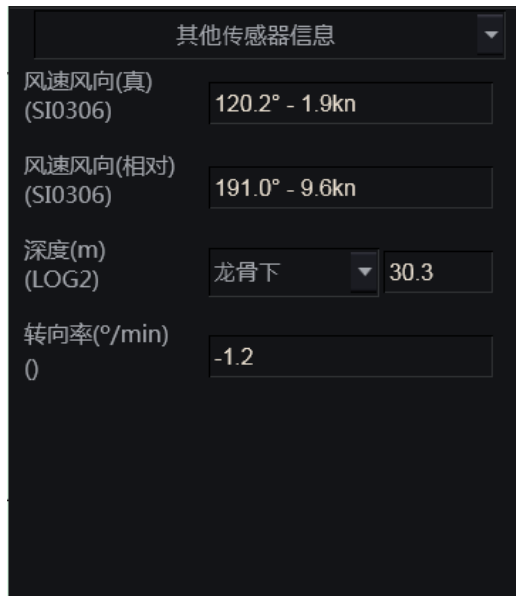 其他传感器信息
风速风向(真)
(SI0306)
120.2° - 1.9kn
风速风向(相对)
(SI0306)
191.0° - 9.6kn
深度(m)
(LOG2)
龙骨下
30.3
转向率(°/min)
()
-1.2